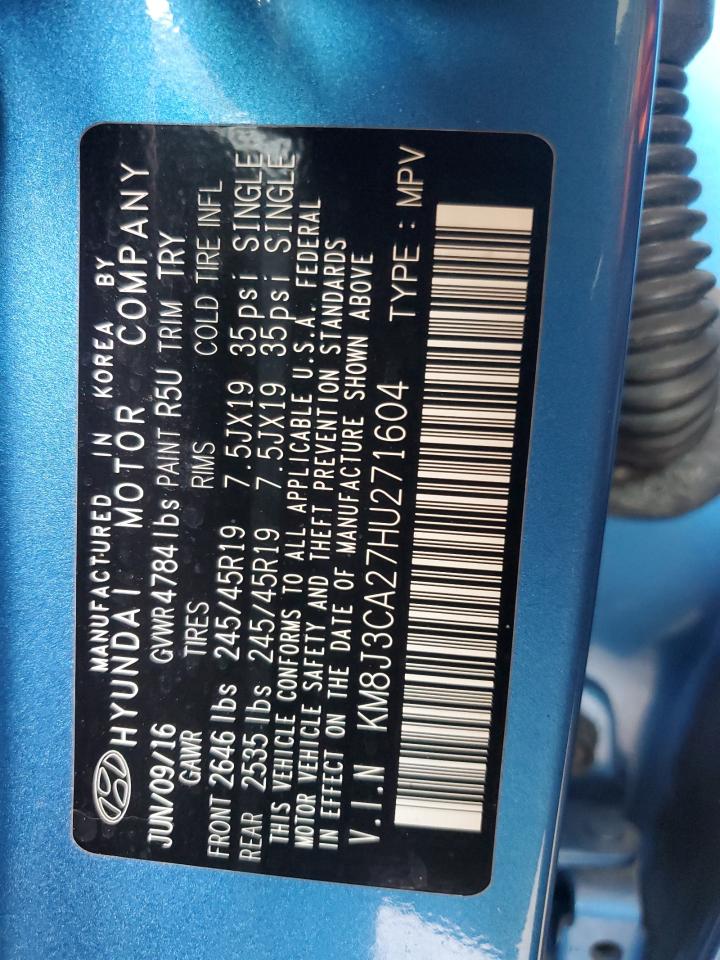 MANUFACTURED IN KOREA BY
HYUNDAI MOTOR COMPANY
JUN/09/16 GVWR 4784 lbs PAINT R5U TRIM TRY
GAWR TIRES RIMS COLD TIRE INFL
FRONT 2646 lbs 245/45R19 7.5JX19 35psi SINGLE
REAR 2535 lbs 245/45R19 7.5JX19 35psi SINGLE
THIS VEHICLE CONFORMS TO ALL APPLICABLE U.S.A. FEDERAL
MOTOR VEHICLE SAFETY AND THEFT PREVENTION STANDARDS
IN EFFECT ON THE DATE OF MANUFACTURE SHOWN ABOVE
V.I.N KM8J3CA27HU271604 TYPE : MPV